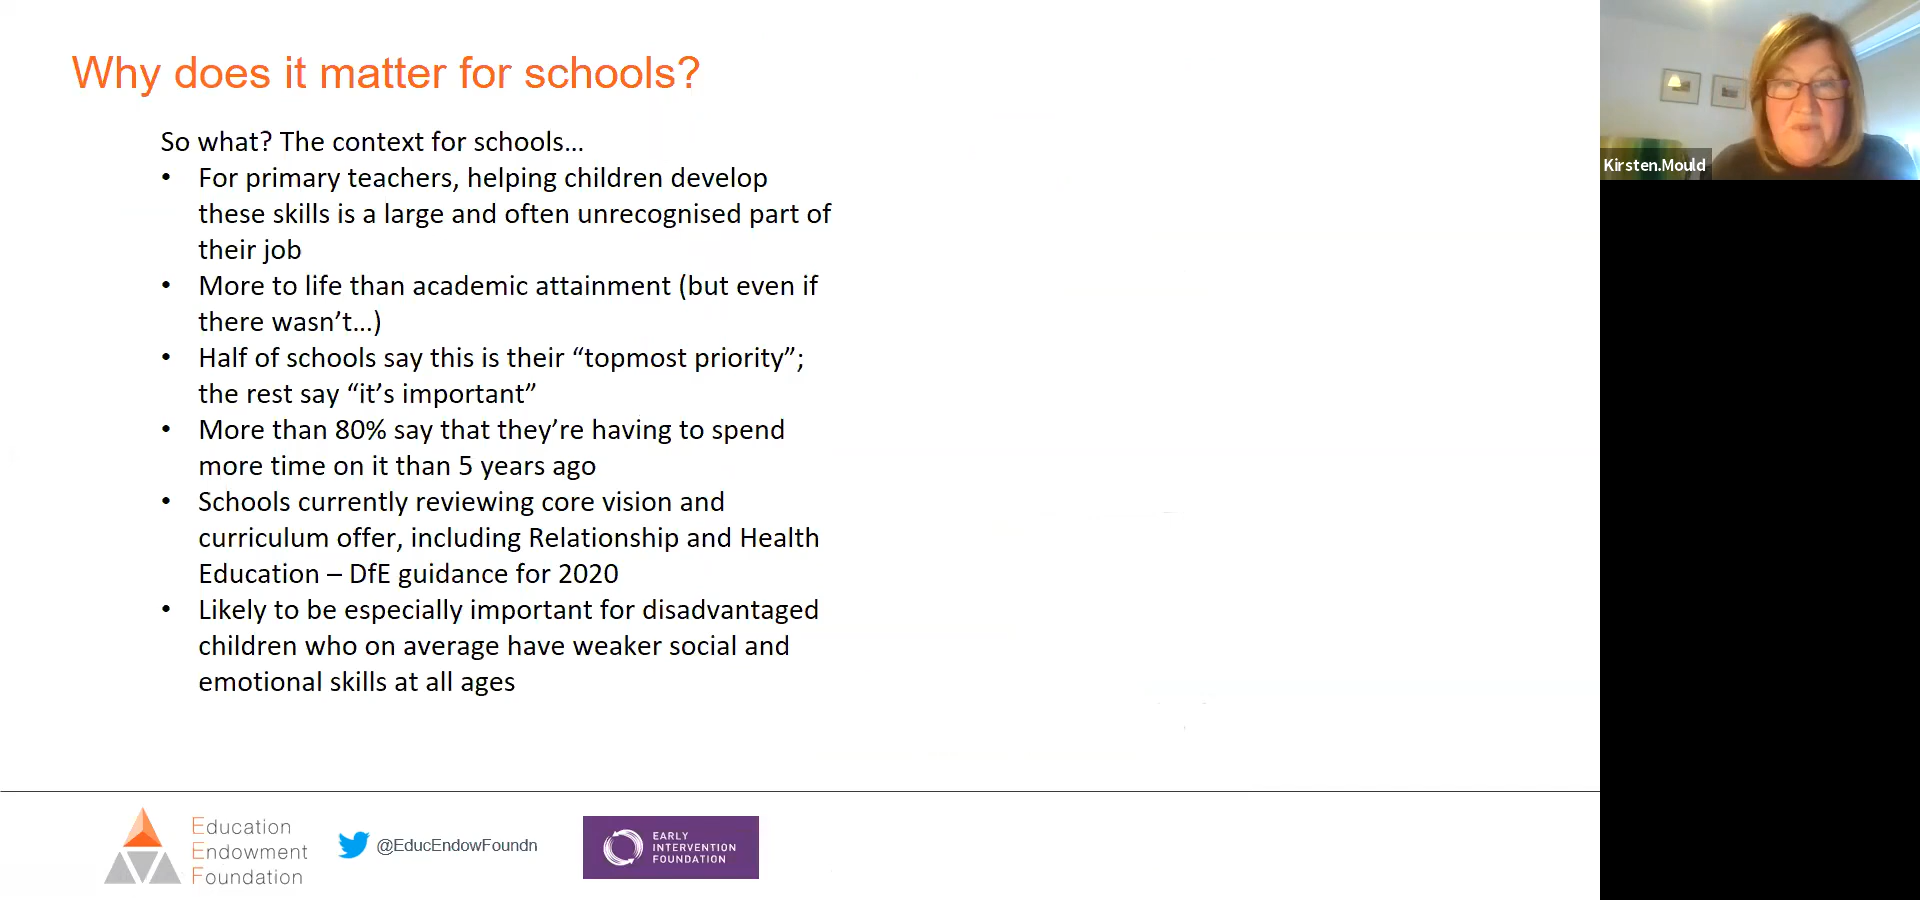 Why does it matter for schools?
So what? The context for schools...
• For primary teachers, helping children develop
these skills is a large and often unrecognised part of
their job
• More to life than academic attainment (but even if
there wasn’t...)
• Half of schools say this is their “topmost priority”;
the rest say “it’s important”
• More than 80% say that they’re having to spend
more time on it than 5 years ago
• Schools currently reviewing core vision and
curriculum offer, including Relationship and Health
Education – DfE guidance for 2020
• Likely to be especially important for disadvantaged
children who on average have weaker social and
emotional skills at all ages
Education
Endowment
Foundation
@EducEndowFoundn
EARLY
INTERVENTION
FOUNDATION
Kirsten.Mould